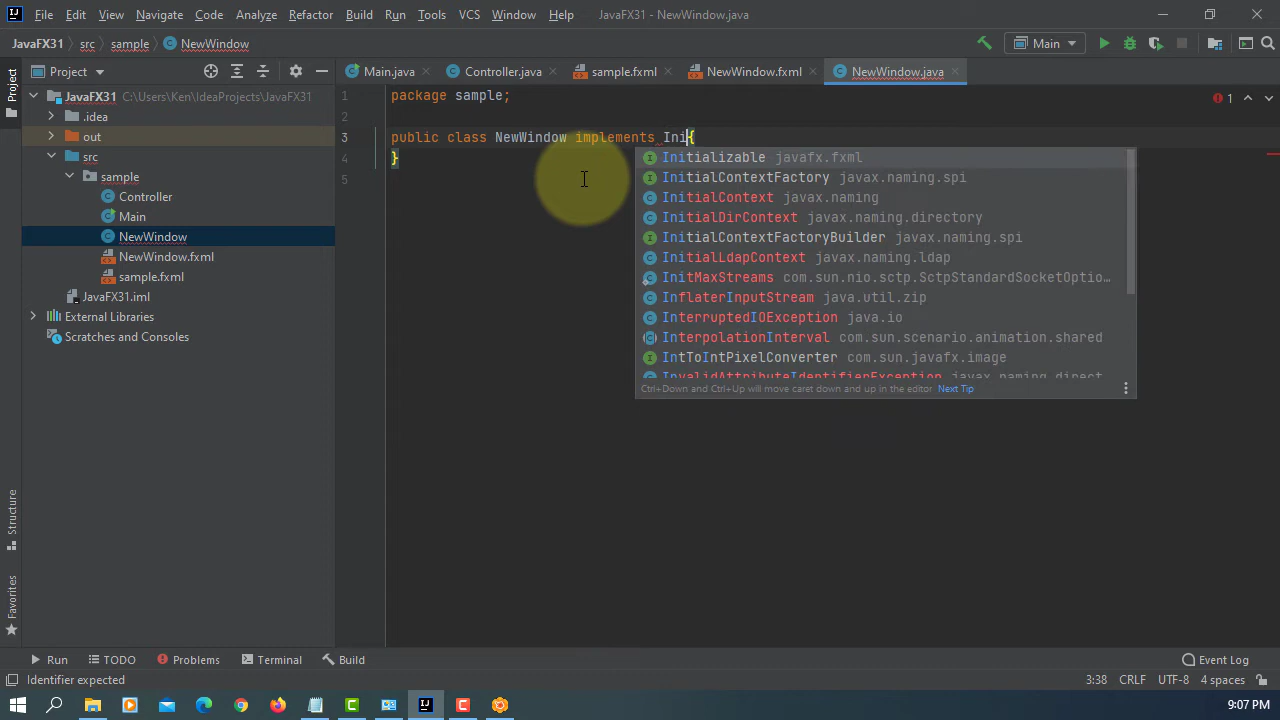 File Edit View Navigate Code Analyze Refactor Build Run Tools VCS Window Help JavaFX31 - NewWindow.java
JavaFX31 src sample NewWindow Main
Project Main.java Controller.java sample.fxml NewWindow.fxml NewWindow.java
Project
JavaFX31 C:\Users\Ken\IdeaProjects\JavaFX31
.idea
out
src
sample
Controller
Main
NewWindow
NewWindow.fxml
sample.fxml
JavaFX31.iml
External Libraries
Scratches and Consoles
1 package sample;
1
2
3 public class NewWindow implements Ini{
4 }
5
Initializable javafx.fxml
InitialContextFactory javax.naming.spi
InitialContext javax.naming
InitialDirContext javax.naming.directory
InitialContextFactoryBuilder javax.naming.spi
InitialLdapContext javax.naming.ldap
InitMaxStreams com.sun.nio.sctp.SctpStandardSocketOptio…
InflaterInputStream java.util.zip
InterruptedIOException java.io
InterpolationInterval com.sun.scenario.animation.shared
IntToIntPixelConverter com.sun.javafx.image
InvalidAttributeIdentifierException javax.naming.direct
Ctrl+Down and Ctrl+Up will move caret down and up in the editor Next Tip
Structure
Favorites
Run TODO Problems Terminal Build Event Log
Identifier expected 3:38 CRLF UTF-8 4 spaces
9:07 PM